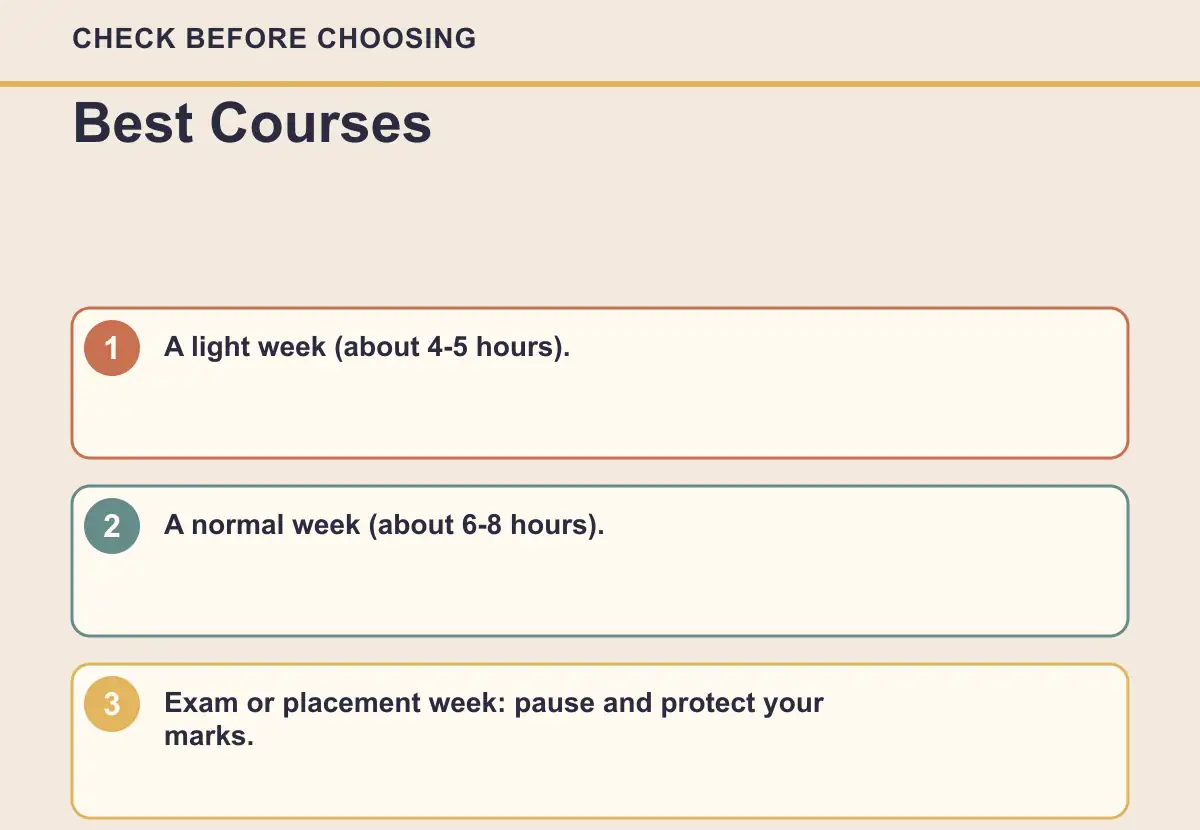 CHECK BEFORE CHOOSING
Best Courses
1
A light week (about 4-5 hours).
2
A normal week (about 6-8 hours).
3
Exam or placement week: pause and protect your
marks.